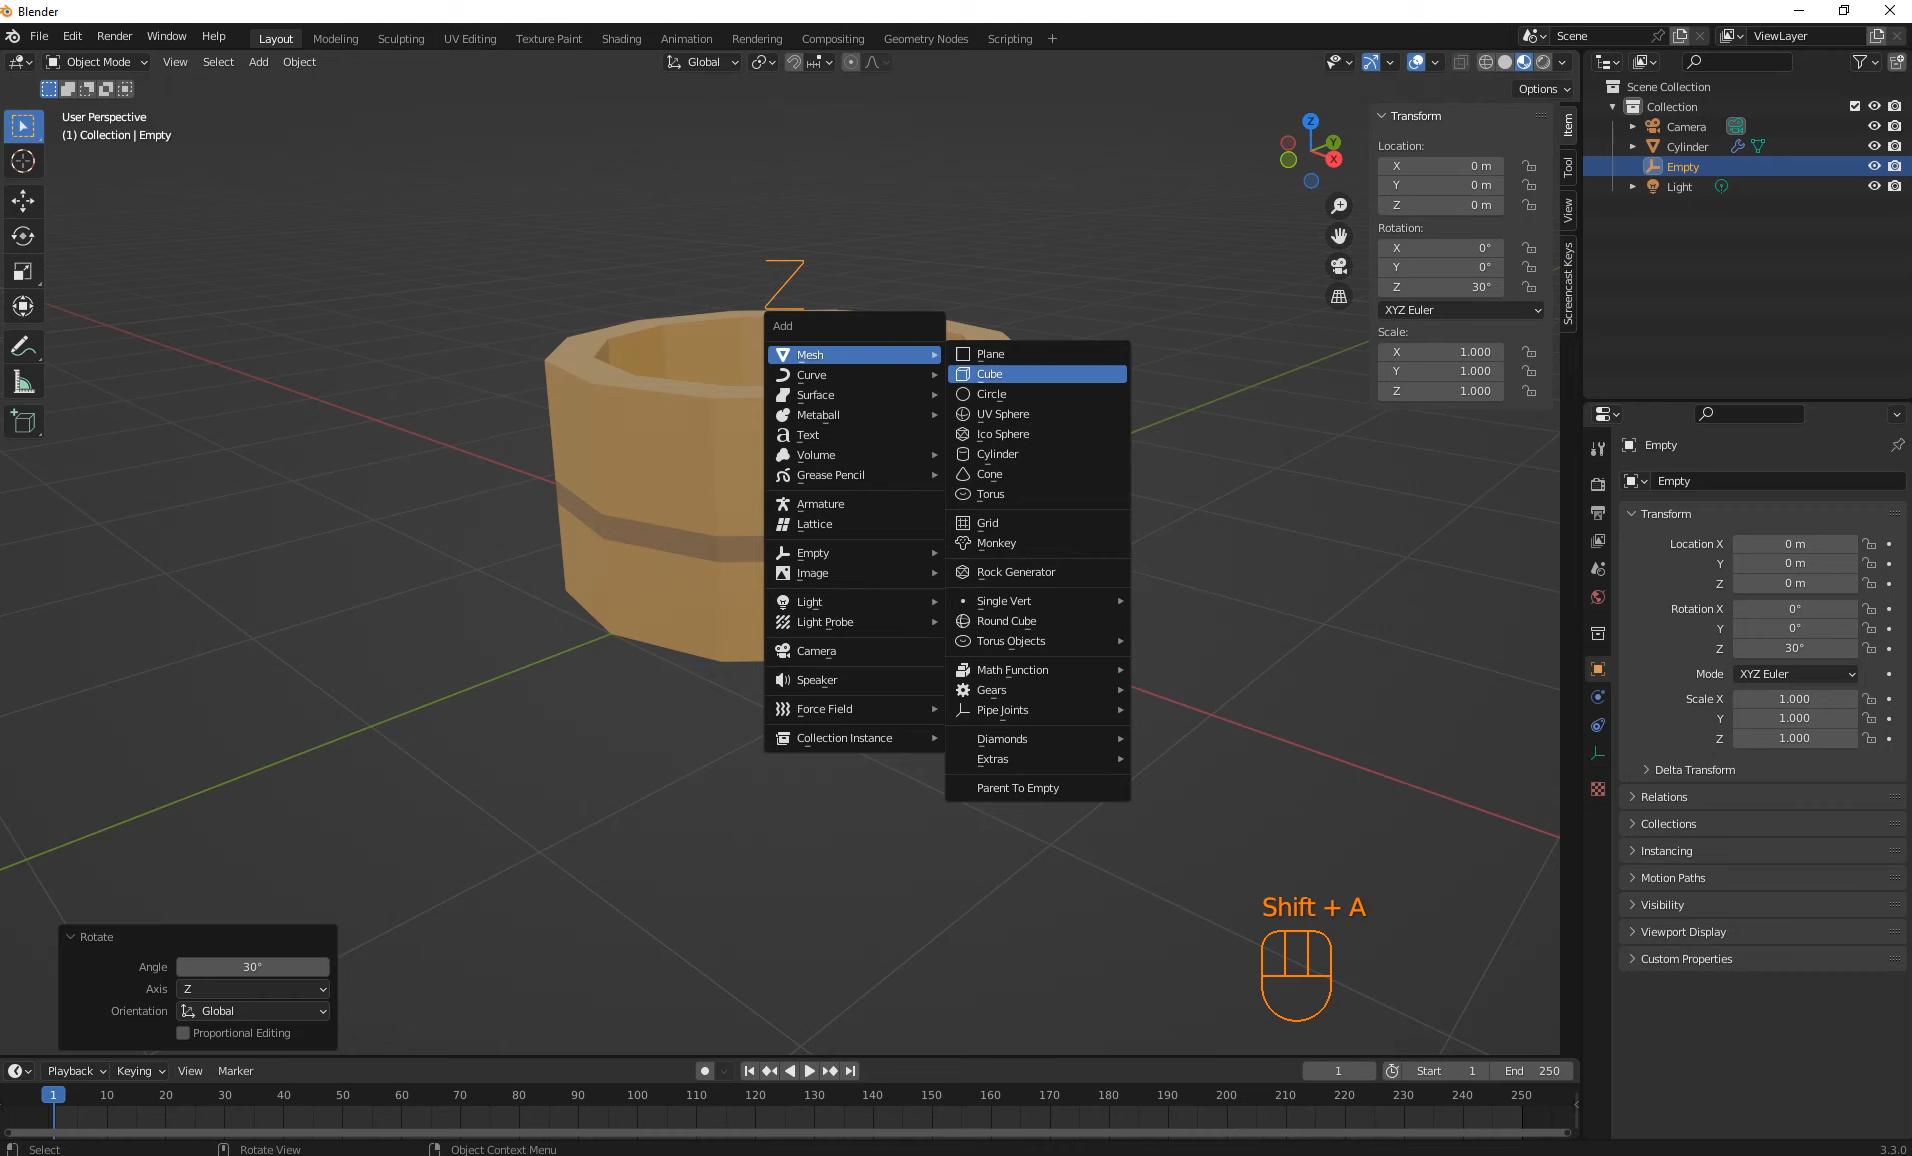 Blender
File Edit Render Window Help Layout Modeling Sculpting UV Editing Texture Paint Shading Animation Rendering Compositing Geometry Nodes Scripting + Scene ViewLayer
Object Mode View Select Add Object Global
Options
User Perspective
(1) Collection | Empty
Z
Y
X
Transform
Location:
X 0 m
Y 0 m
Z 0 m
Rotation:
X 0°
Y 0°
Z 30°
XYZ Euler
Scale:
X 1.000
Y 1.000
Z 1.000
Item
Tool
View
Screencast Keys
Scene Collection
Collection
Camera
Cylinder
Empty
Light
Z
Add
Mesh
Curve
Surface
Metaball
Text
Volume
Grease Pencil
Armature
Lattice
Empty
Image
Light
Light Probe
Camera
Speaker
Force Field
Collection Instance
Plane
Cube
Circle
UV Sphere
Ico Sphere
Cylinder
Cone
Torus
Grid
Monkey
Rock Generator
Single Vert
Round Cube
Torus Objects
Math Function
Gears
Pipe Joints
Diamonds
Extras
Parent To Empty
Empty
Empty
Transform
Location X 0 m
Y 0 m
Z 0 m
Rotation X 0°
Y 0°
Z 30°
Mode XYZ Euler
Scale X 1.000
Y 1.000
Z 1.000
Delta Transform
Relations
Collections
Instancing
Motion Paths
Visibility
Viewport Display
Custom Properties
Shift + A
Rotate
Angle 30°
Axis Z
Orientation Global
Proportional Editing
Playback Keying View Marker 1 Start 1 End 250
1 10 20 30 40 50 60 70 80 90 100 110 120 130 140 150 160 170 180 190 200 210 220 230 240 250
Select Rotate View Object Context Menu 3.3.0